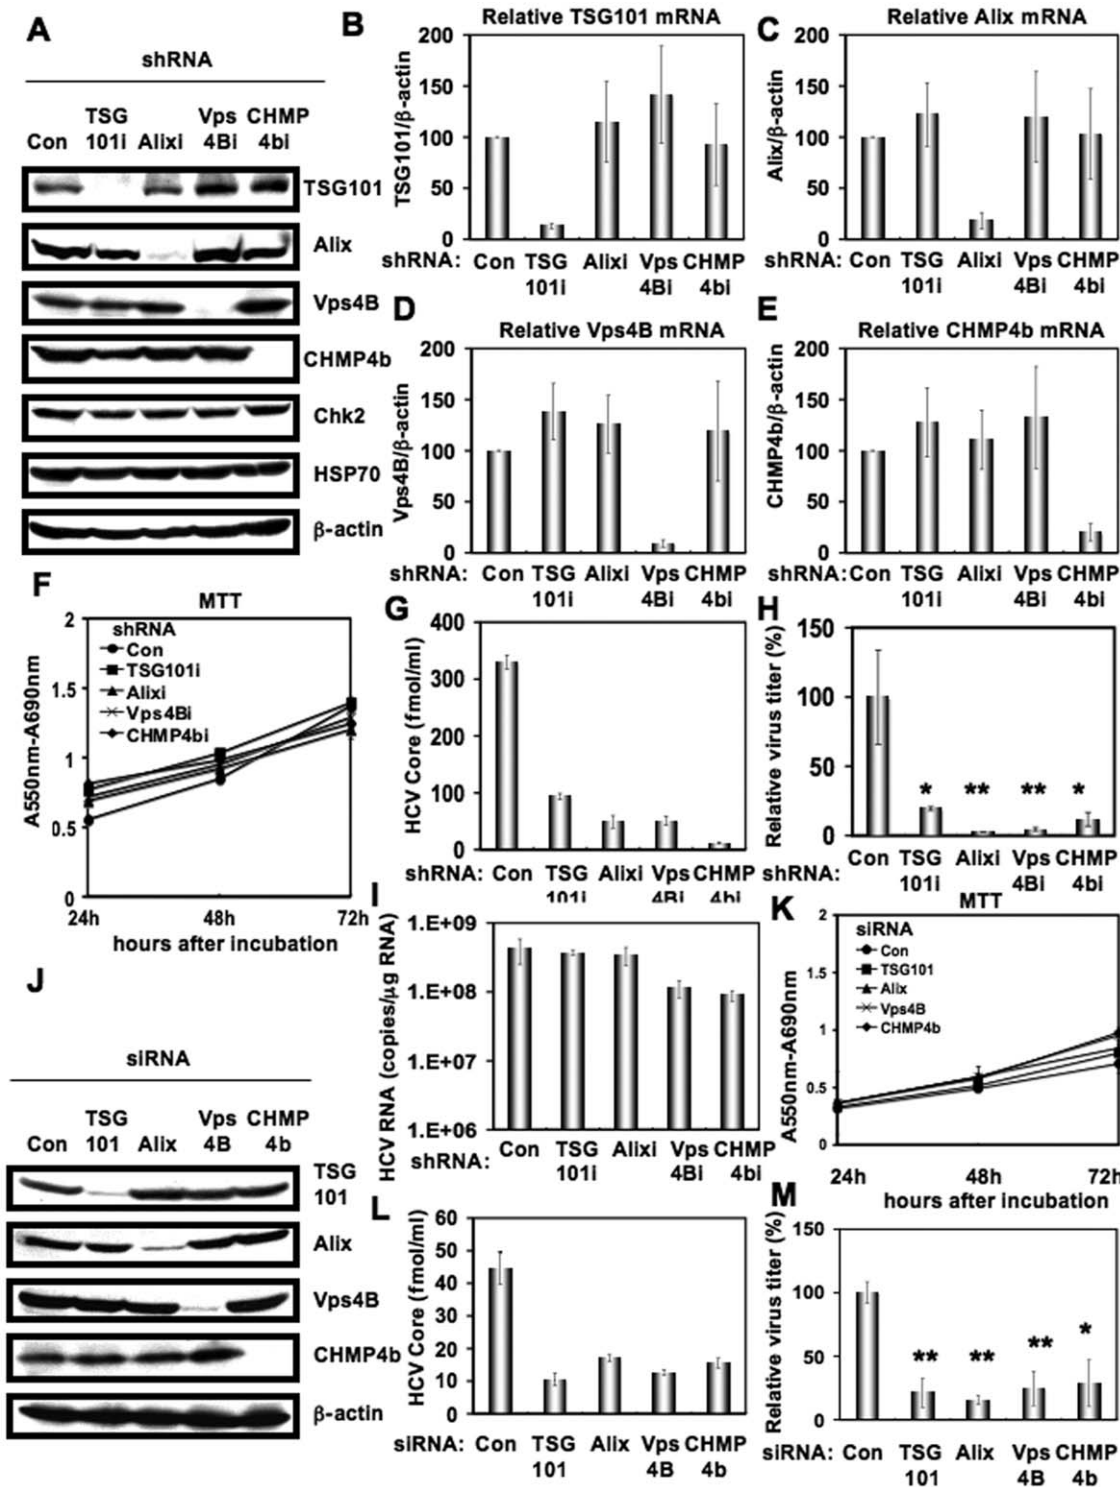 A
shRNA
Con TSG 101i Alixi Vps 4Bi CHMP 4bi
TSG101
Alix
Vps4B
CHMP4b
Chk2
HSP70
β-actin
B
Relative TSG101 mRNA
TSG101/β-actin
200
150
100
50
0
shRNA: Con TSG 101i Alixi Vps 4Bi CHMP 4bi
C
Relative Alix mRNA
Alix/β-actin
200
150
100
50
0
shRNA: Con TSG 101i Alixi Vps 4Bi CHMP 4bi
D
Relative Vps4B mRNA
Vps4B/β-actin
200
150
100
50
0
shRNA: Con TSG 101i Alixi Vps 4Bi CHMP 4bi
E
Relative CHMP4b mRNA
CHMP4b/β-actin
200
150
100
50
0
shRNA: Con TSG 101i Alixi Vps 4Bi CHMP 4bi
F
MTT
A550nm-A690nm
2
1.5
1
0.5
0
shRNA
Con
TSG101i
Alixi
Vps4Bi
CHMP4bi
24h 48h 72h
hours after incubation
G
HCV Core (fmol/ml)
400
300
200
100
0
shRNA: Con TSG 101i Alixi Vps 4Bi CHMP 4bi
H
Relative virus titer (%)
150
100
50
0
* ** ** *
shRNA: Con TSG 101i Alixi Vps 4Bi CHMP 4bi
I
HCV RNA (copies/μg RNA)
1.E+09
1.E+08
1.E+07
1.E+06
shRNA: Con TSG 101i Alixi Vps 4Bi CHMP 4bi
J
siRNA
Con TSG 101 Alix Vps 4B CHMP 4b
TSG 101
Alix
Vps4B
CHMP4b
β-actin
K
MTT
A550nm-A690nm
2
1.5
1
0.5
0
siRNA
Con
TSG101
Alix
Vps4B
CHMP4b
24h 48h 72h
hours after incubation
L
HCV Core (fmol/ml)
60
50
40
30
20
10
0
siRNA: Con TSG 101 Alix Vps 4B CHMP 4b
M
Relative virus titer (%)
150
100
50
0
** ** ** *
siRNA: Con TSG 101 Alix Vps 4B CHMP 4b